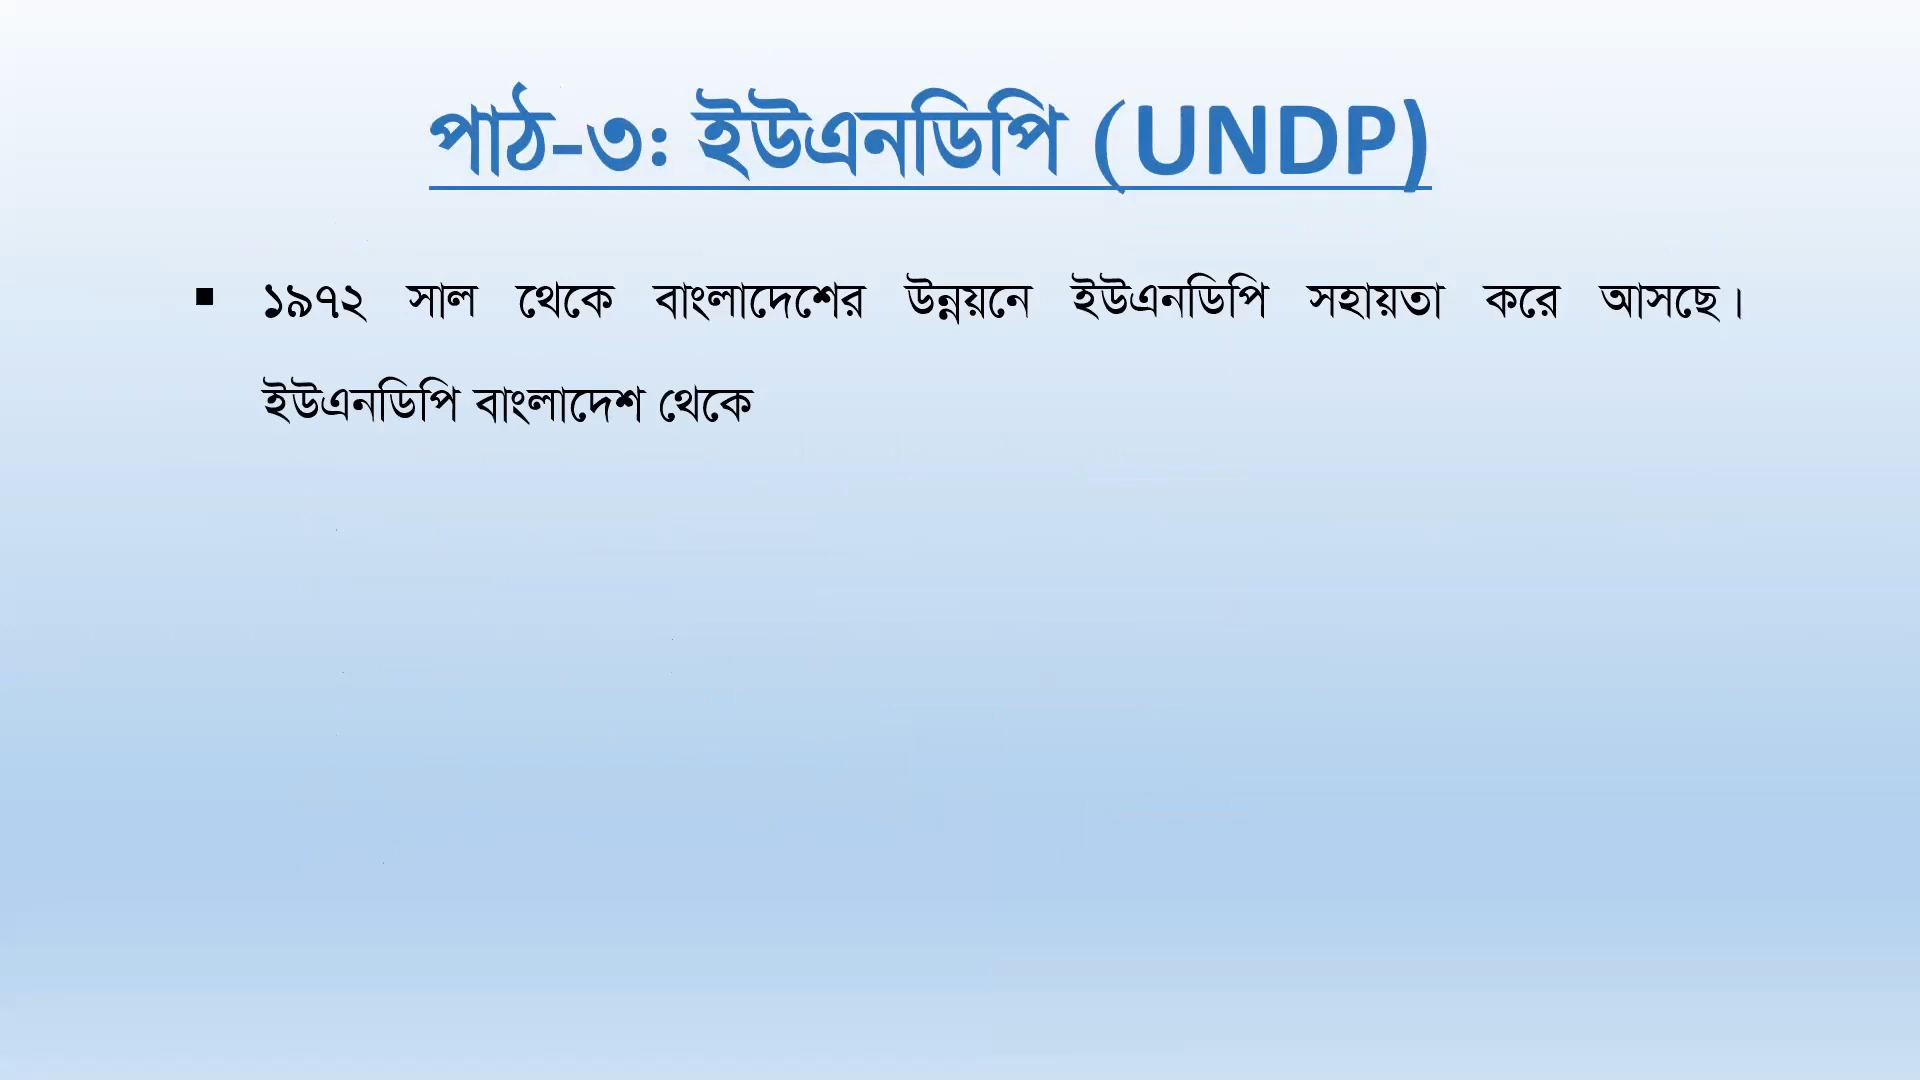 পাঠ-৩: ইউএনডিপি (UNDP)
▪ ১৯৭২ সাল থেকে বাংলাদেশের উন্নয়নে ইউএনডিপি সহায়তা করে আসছে।
ইউএনডিপি বাংলাদেশ থেকে